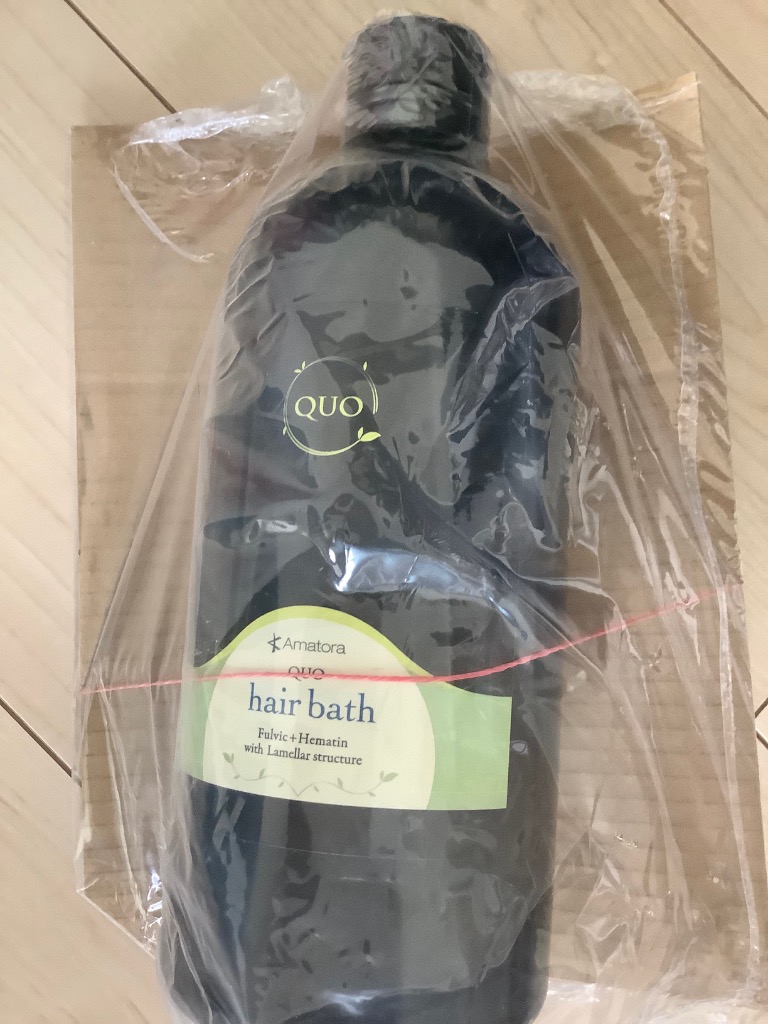 QUO
Amatora
QUO
hair bath
Fulvic+Hematin
with Lamellar structure